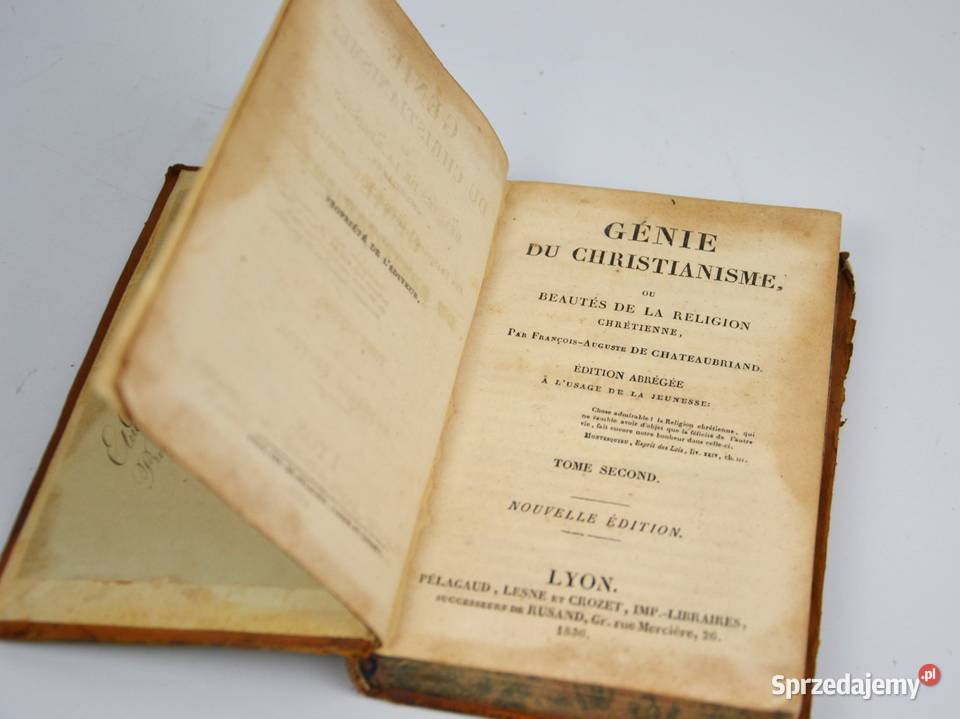 PROPRIÉTÉ DE L'ÉDITEUR.
GÉNIE
DU CHRISTIANISME,
OU
BEAUTÉS DE LA RELIGION
CHRÉTIENNE,
PAR FRANÇOIS-AUGUSTE DE CHATEAUBRIAND.
ÉDITION ABRÉGÉE
À L'USAGE DE LA JEUNESSE:
Chose admirable! la Religion chrétienne, qui
ne semble avoir d'objet que la félicité de l'autre
vie, fait encore notre bonheur dans celle-ci.
MONTESQUIEU, Esprit des Lois, liv. XXIV, ch. III.
TOME SECOND.
NOUVELLE ÉDITION.
LYON.
PÉLAGAUD, LESNE ET CROZET, IMP.-LIBRAIRES,
SUCCESSEURS DE RUSAND, Gr. rue Mercière, 26.
1836.
Sprzedajemy.pl